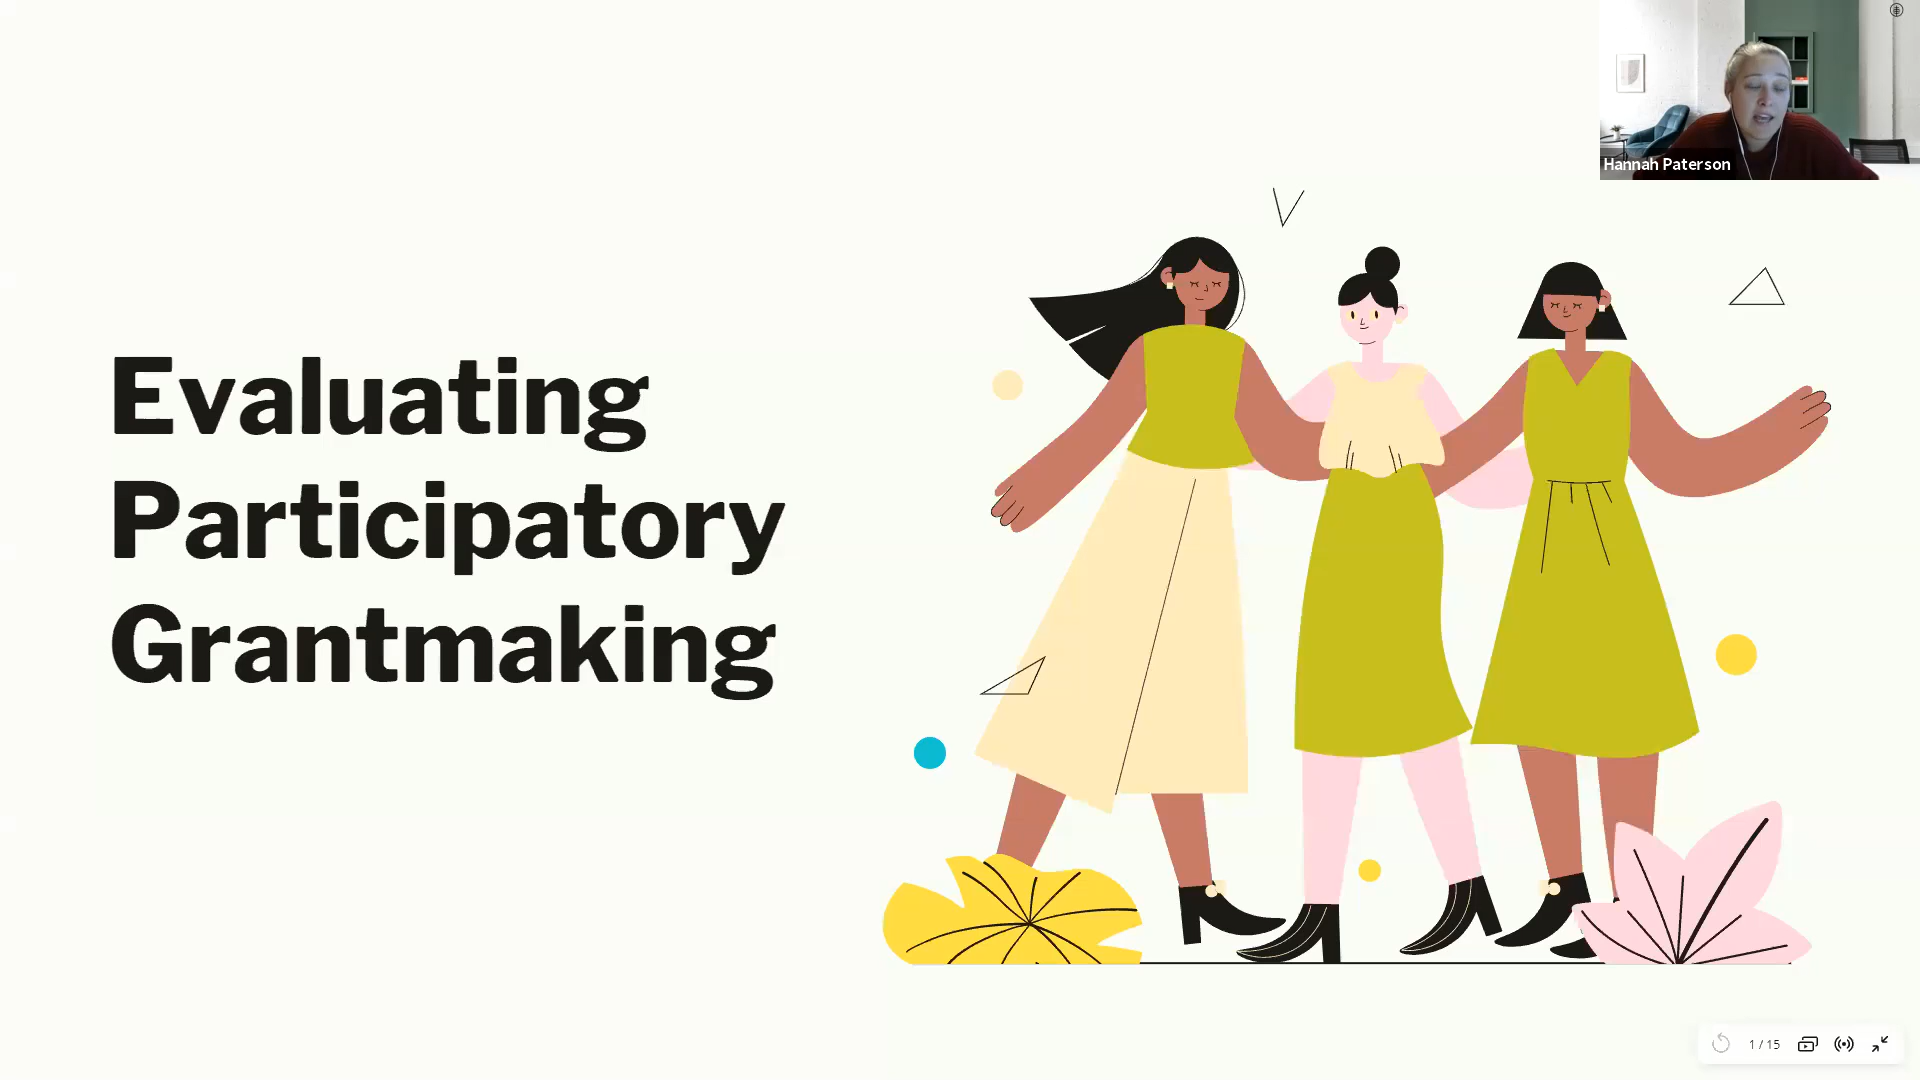 Hannah Paterson
Evaluating
Participatory
Grantmaking
1 / 15